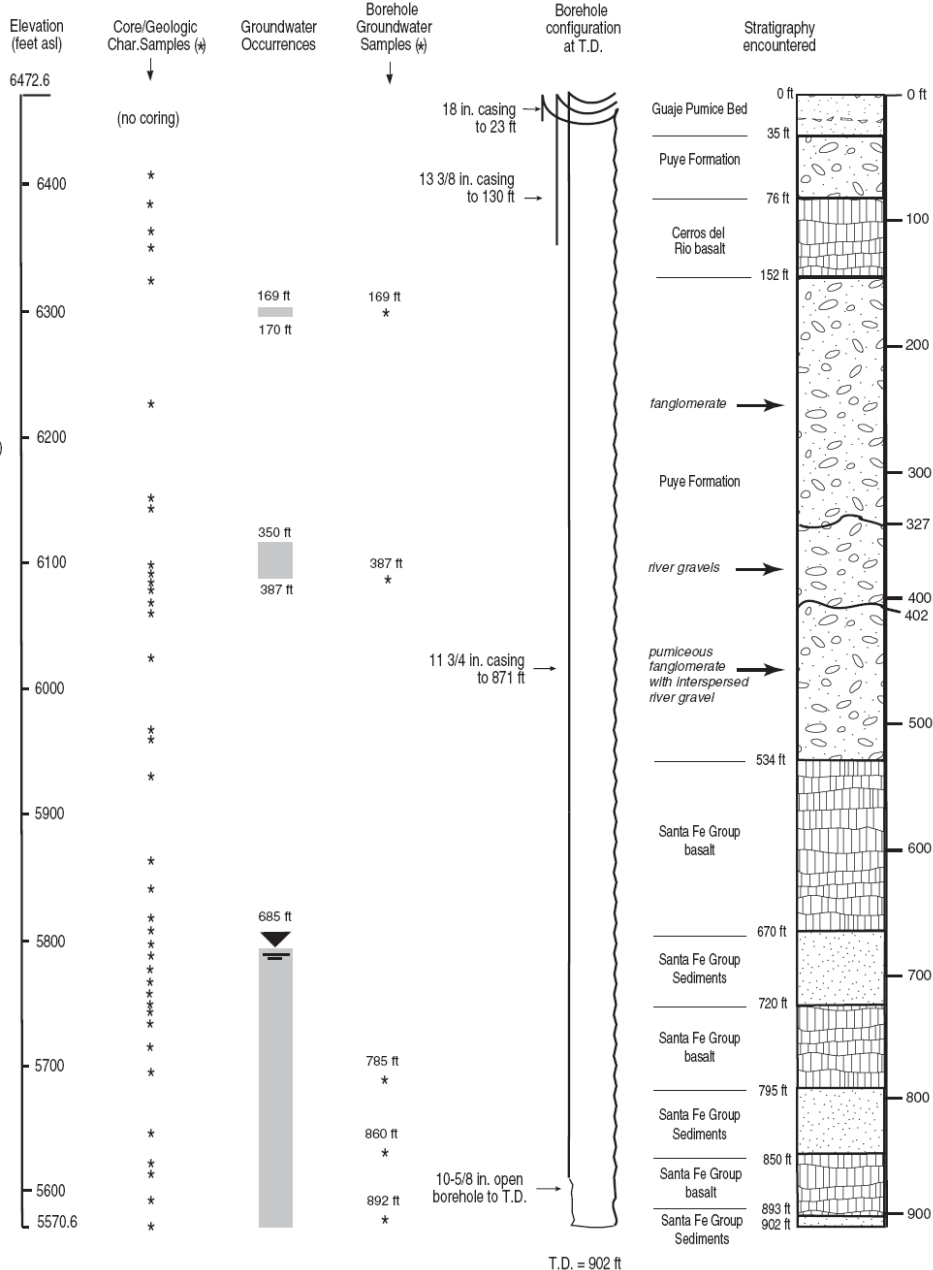 Elevation
(feet asl)
Core/Geologic
Char.Samples (*)
Groundwater
Occurrences
Borehole
Groundwater
Samples (*)
Borehole
configuration
at T.D.
Stratigraphy
encountered
6472.6
(no coring)
6400
6300
6200
)
6100
6000
5900
5800
5700
5600
5570.6
169 ft
170 ft
350 ft
387 ft
685 ft
169 ft
387 ft
785 ft
860 ft
892 ft
18 in. casing
to 23 ft
13 3/8 in. casing
to 130 ft
11 3/4 in. casing
to 871 ft
10-5/8 in. open
borehole to T.D.
T.D. = 902 ft
0 ft
Guaje Pumice Bed
35 ft
Puye Formation
76 ft
Cerros del
Rio basalt
152 ft
fanglomerate
Puye Formation
river gravels
pumiceous
fanglomerate
with interspersed
river gravel
534 ft
Santa Fe Group
basalt
670 ft
Santa Fe Group
Sediments
720 ft
Santa Fe Group
basalt
795 ft
Santa Fe Group
Sediments
850 ft
Santa Fe Group
basalt
893 ft
Santa Fe Group
Sediments
902 ft
0 ft
100
200
300
327
400
402
500
600
700
800
900